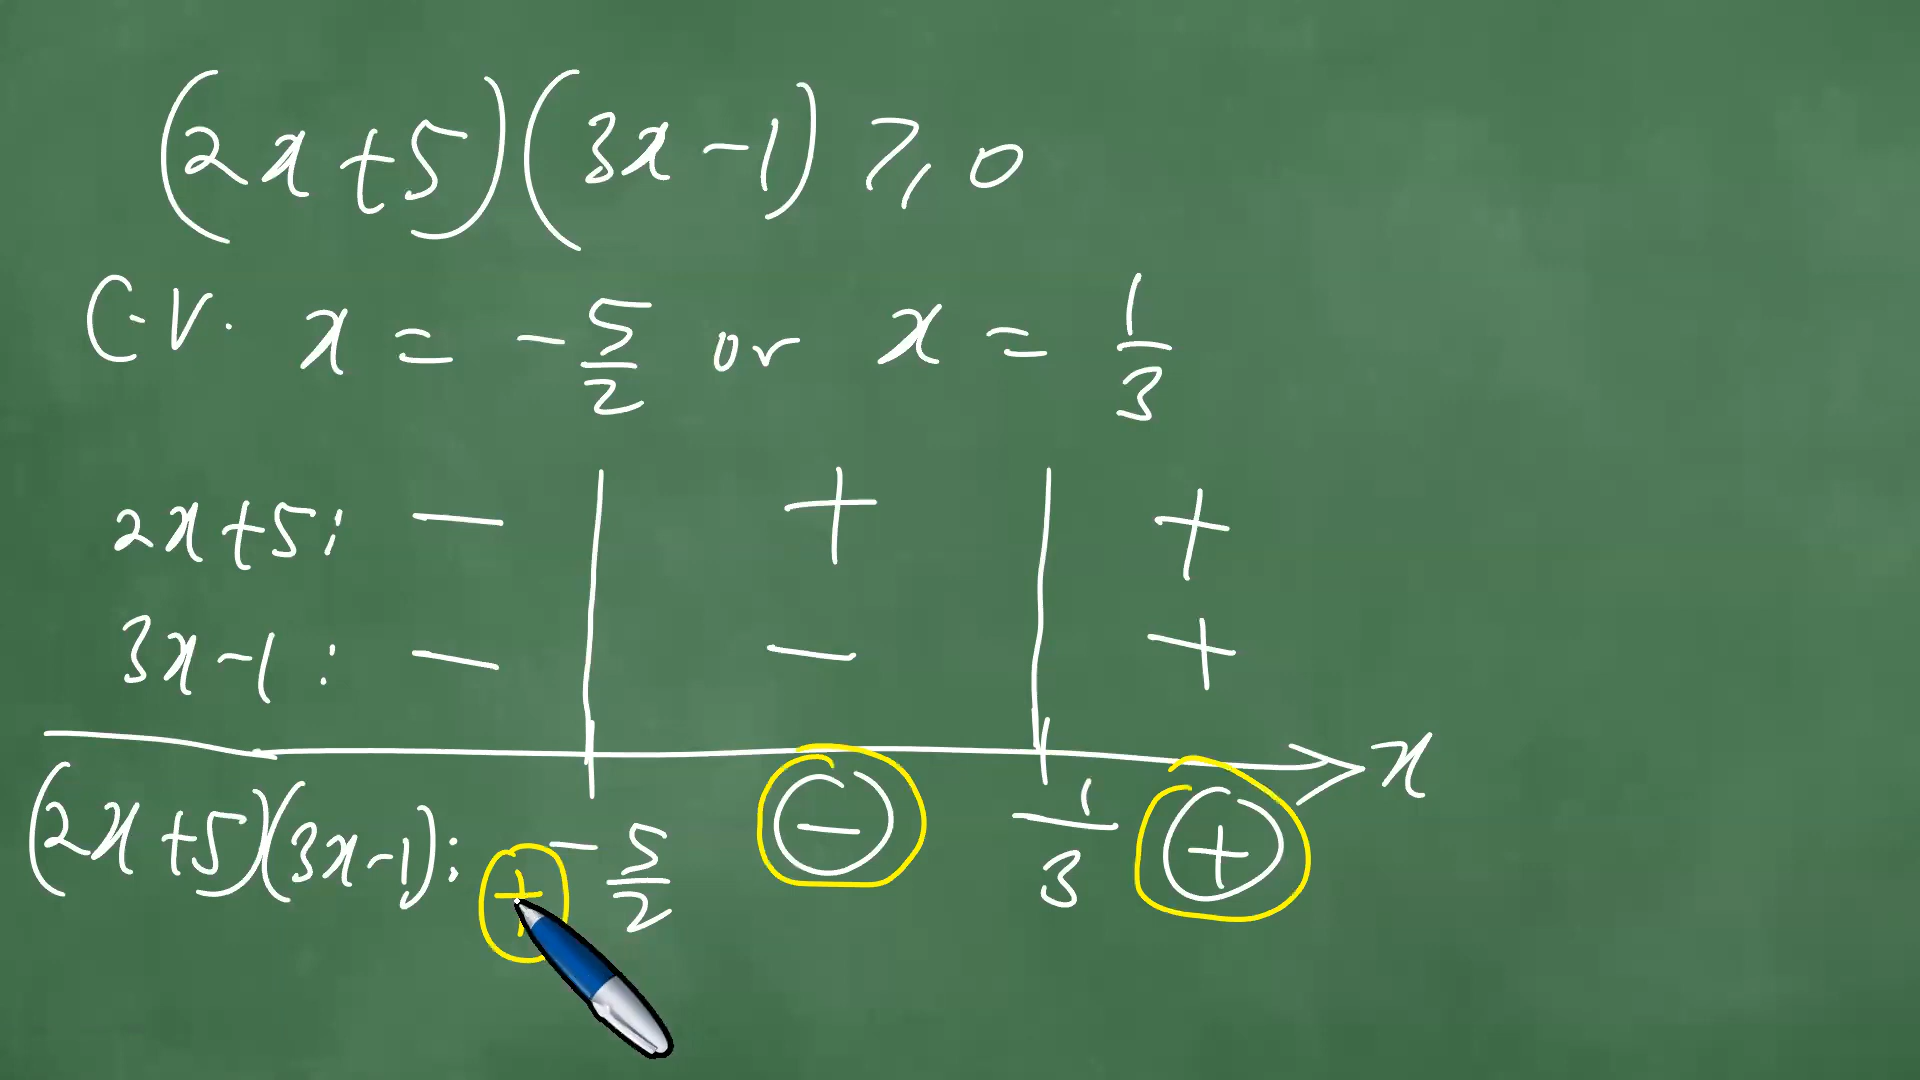 (2x+5)(3x-1) ≥ 0
C.V. x = -5/2 or x = 1/3
2x+5: - + +
3x-1: - - +
x
(2x+5)(3x-1): + -5/2 - 1/3 +